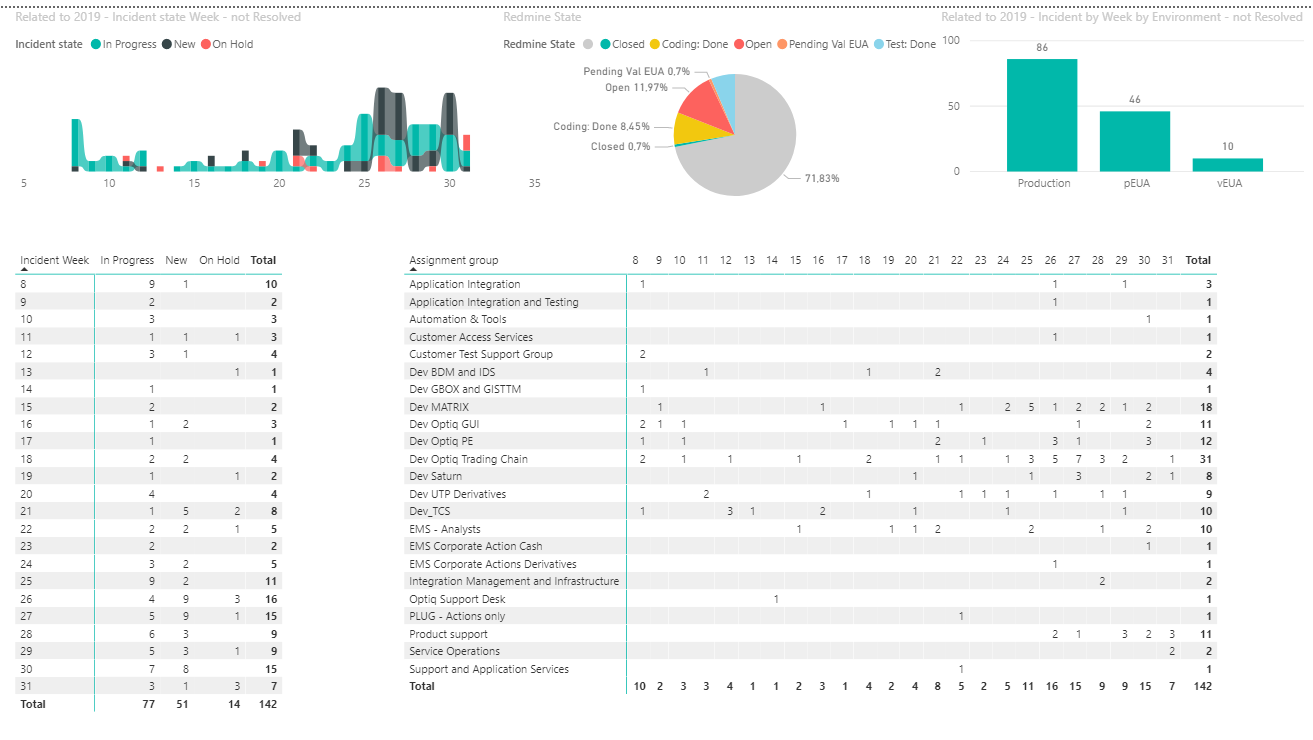 Related to 2019 - Incident state Week - not Resolved
Incident state In Progress New On Hold
5 10 15 20 25 30 35
Redmine State
Redmine State Closed Coding: Done Open Pending Val EUA Test: Done
Pending Val EUA 0,7%
Open 11,97%
Coding: Done 8,45%
Closed 0,7%
71,83%
Related to 2019 - Incident by Week by Environment - not Resolved
100
50
0
86
46
10
Production pEUA vEUA
Incident Week In Progress New On Hold Total
8 9 1 10
9 2 2
10 3 3
11 1 1 1 3
12 3 1 4
13 1 1
14 1 1
15 2 2
16 1 2 3
17 1 1
18 2 2 4
19 1 1 2
20 4 4
21 1 5 2 8
22 2 2 1 5
23 2 2
24 3 2 5
25 9 2 11
26 4 9 3 16
27 5 9 1 15
28 6 3 9
29 5 3 1 9
30 7 8 15
31 3 1 3 7
Total 77 51 14 142
Assignment group 8 9 10 11 12 13 14 15 16 17 18 19 20 21 22 23 24 25 26 27 28 29 30 31 Total
Application Integration 1 1 1 3
Application Integration and Testing 1 1
Automation & Tools 1 1
Customer Access Services 1 1
Customer Test Support Group 2 2
Dev BDM and IDS 1 1 2 4
Dev GBOX and GISTTM 1 1
Dev MATRIX 1 1 1 2 5 1 2 2 1 2 18
Dev Optiq GUI 2 1 1 1 1 1 1 1 2 11
Dev Optiq PE 1 1 2 1 3 1 3 12
Dev Optiq Trading Chain 2 1 1 1 2 1 1 1 3 5 7 3 2 1 31
Dev Saturn 1 1 3 2 1 8
Dev UTP Derivatives 2 1 1 1 1 1 1 1 9
Dev_TCS 1 3 1 2 1 1 1 10
EMS - Analysts 1 1 1 2 2 1 2 10
EMS Corporate Action Cash 1 1
EMS Corporate Actions Derivatives 1 1
Integration Management and Infrastructure 2 2
Optiq Support Desk 1 1
PLUG - Actions only 1 1
Product support 2 1 3 2 3 11
Service Operations 2 2
Support and Application Services 1 1
Total 10 2 3 3 4 1 1 2 3 1 4 2 4 8 5 2 5 11 16 15 9 9 15 7 142